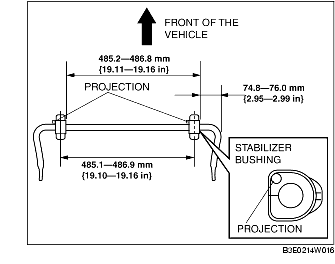 FRONT OF THE
VEHICLE
485.2—486.8 mm
{19.11—19.16 in}
74.8—76.0 mm
{2.95—2.99 in}
PROJECTION
485.1—486.9 mm
{19.10—19.16 in}
STABILIZER
BUSHING
PROJECTION
B3E0214W016